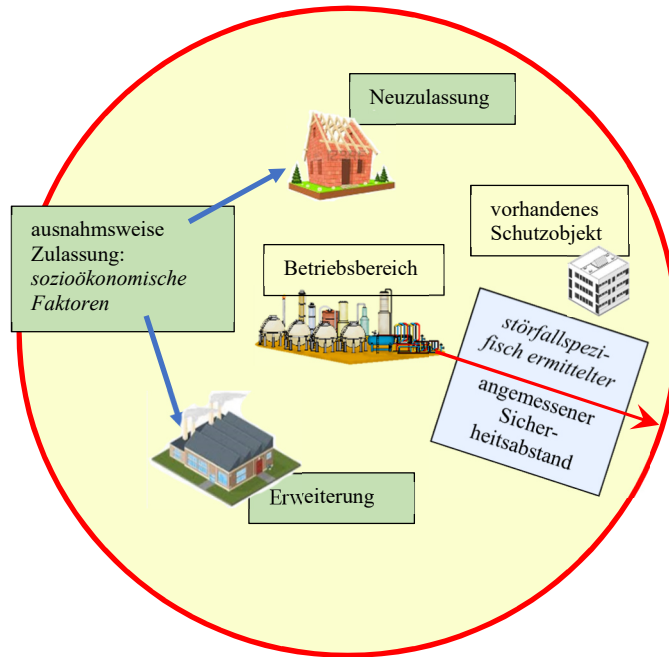 Neuzulassung
ausnahmsweise
Zulassung:
sozioökonomische
Faktoren
vorhandenes
Schutzobjekt
Betriebsbereich
störfallspezi-
fisch ermittelter
angemessener
Sicher-
heitsabstand
Erweiterung